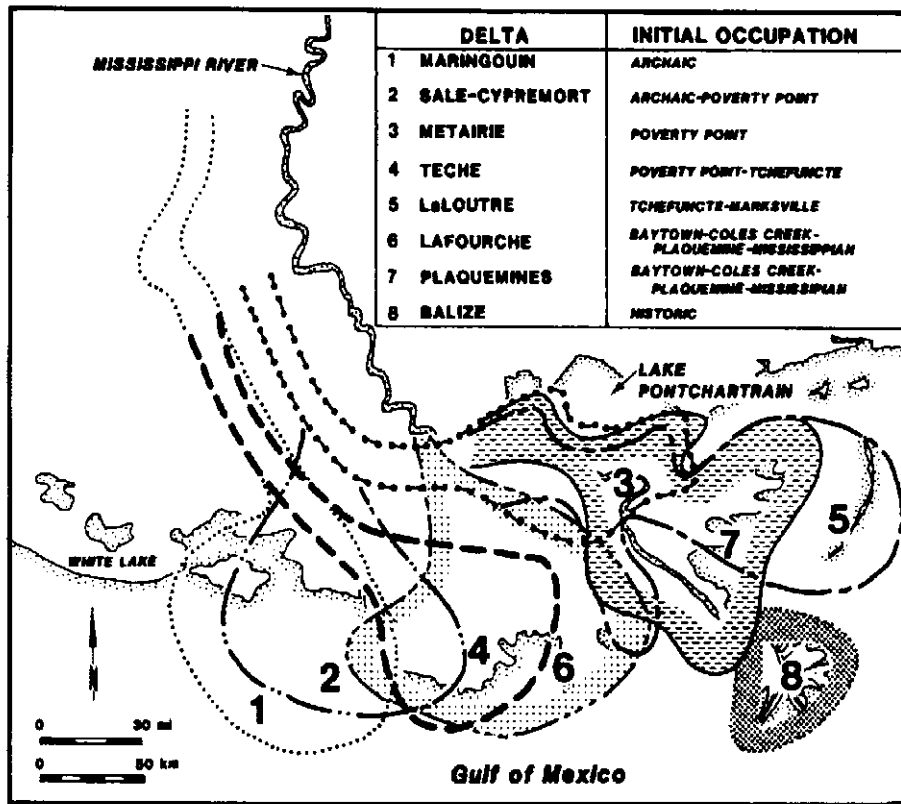 MISSISSIPPI RIVER
DELTA INITIAL OCCUPATION
1 MARINGOUIN ARCHAIC
2 SALE-CYPREMORT ARCHAIC-POVERTY POINT
3 METAIRIE POVERTY POINT
4 TECHE POVERTY POINT-TCHEFUNCTE
5 LaLOUTRE TCHEFUNCTE-MARKSVILLE
6 LAFOURCHE BAYTOWN-COLES CREEK-
PLAQUEMINE-MISSISSIPPIAN
7 PLAQUEMINES BAYTOWN-COLES CREEK-
PLAQUEMINE-MISSISSIPIAN
8 BALIZE HISTORIC
LAKE
PONTCHARTRAIN
3
5
7
WHITE LAKE
4
2
6
8
1
0 30 mi
0 50 km
Gulf of Mexico